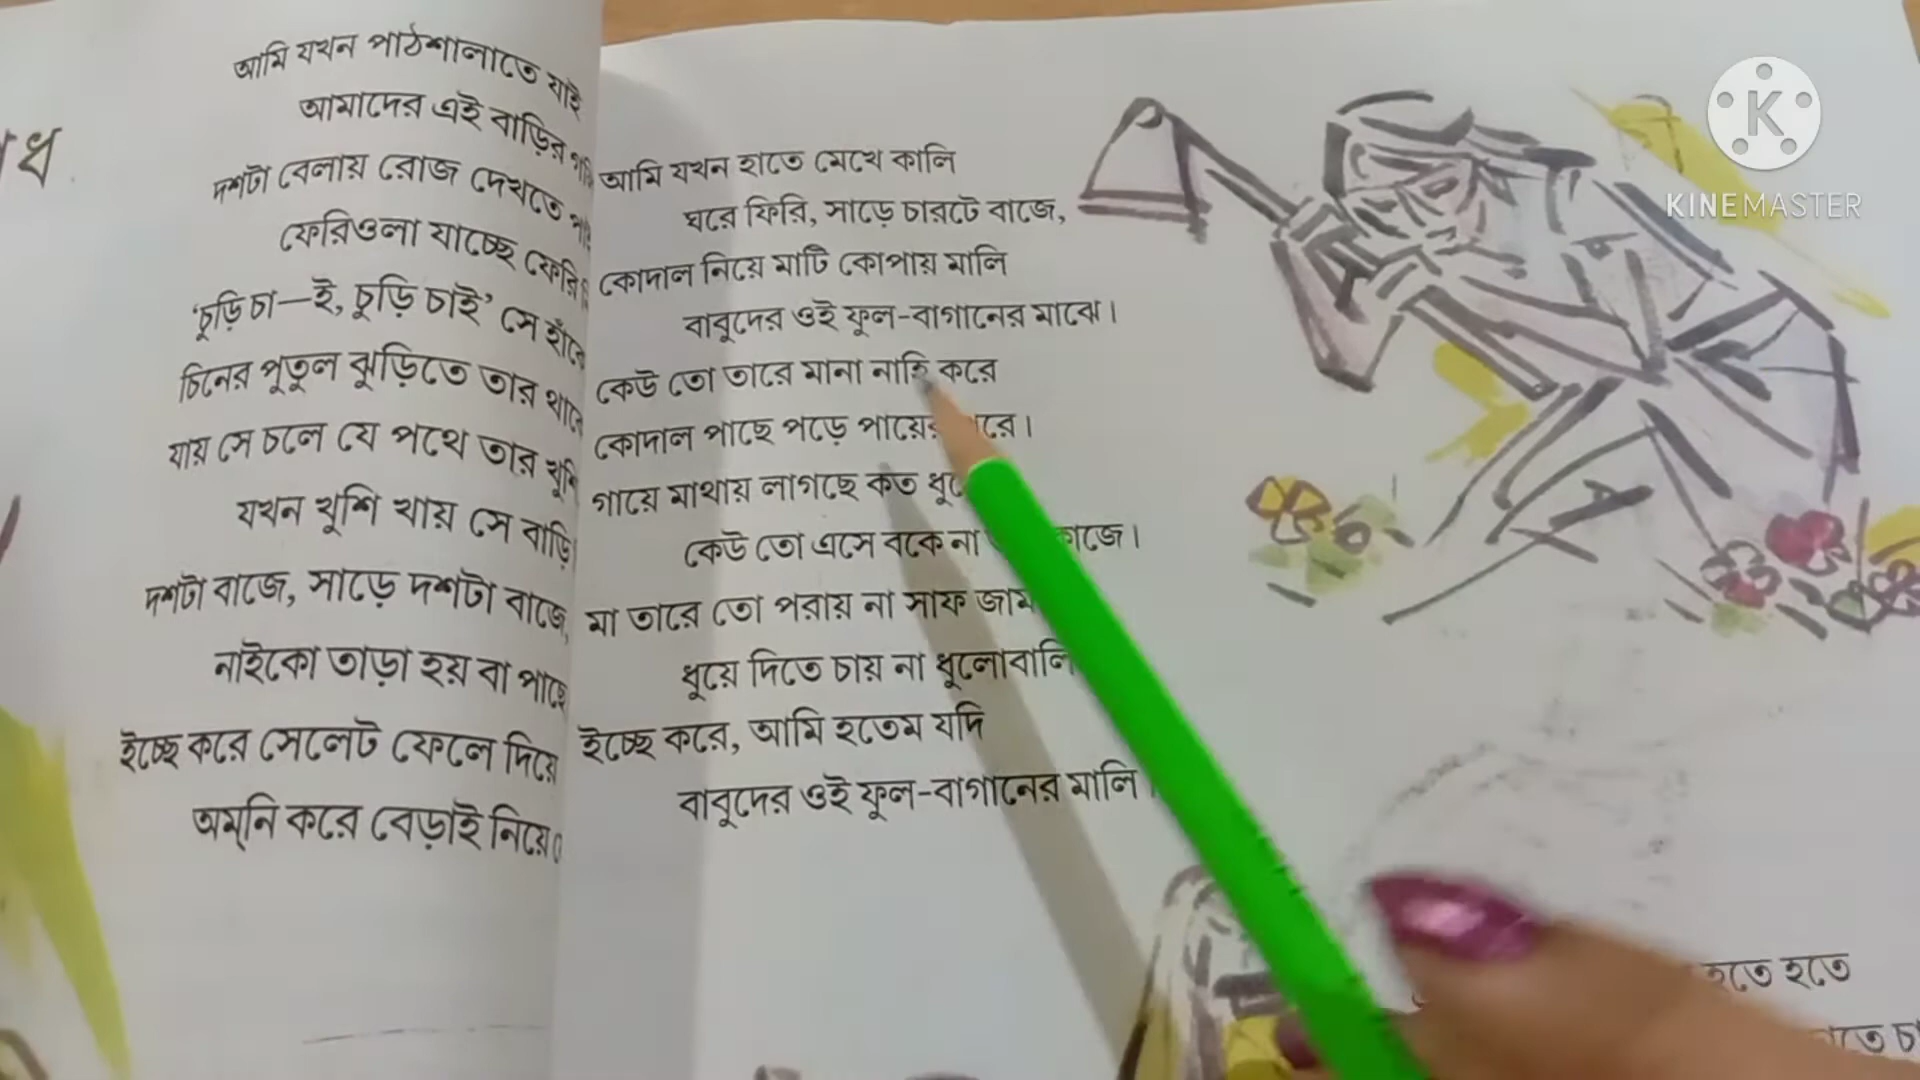 আমি যখন পাঠশালাতে যাই
আমাদের এই বাড়ির
দশটা বেলায় রোজ দেখতে
ফেরিওলা যাচ্ছে ফেরি
‘চুড়ি চা—ই, চুড়ি চাই’ সে
চিনের পুতুল ঝুড়িতে তার
যায় সে চলে যে পথে তার খুশি
যখন খুশি খায় সে বাড়ি
দশটা বাজে, সাড়ে দশটা বাজে,
নাইকো তাড়া হয় বা পাছে
ইচ্ছে করে সেলেট ফেলে দিয়ে
অম্‌নি করে বেড়াই নিয়ে
আমি যখন হাতে মেখে কালি
ঘরে ফিরি, সাড়ে চারটে বাজে,
কোদাল নিয়ে মাটি কোপায় মালি
বাবুদের ওই ফুল-বাগানের মাঝে।
কেউ তো তারে মানা নাহি করে
কোদাল পাছে পড়ে পায়ের
গায়ে মাথায় লাগছে কত
কেউ তো এসে বকে না কাজে।
মা তারে তো পরায় না সাফ
ধুয়ে দিতে চায় না ধুলোবালি
ইচ্ছে করে, আমি হতেম যদি
বাবুদের ওই ফুল-বাগানের মালি।
হতে হতে
KINEMASTER